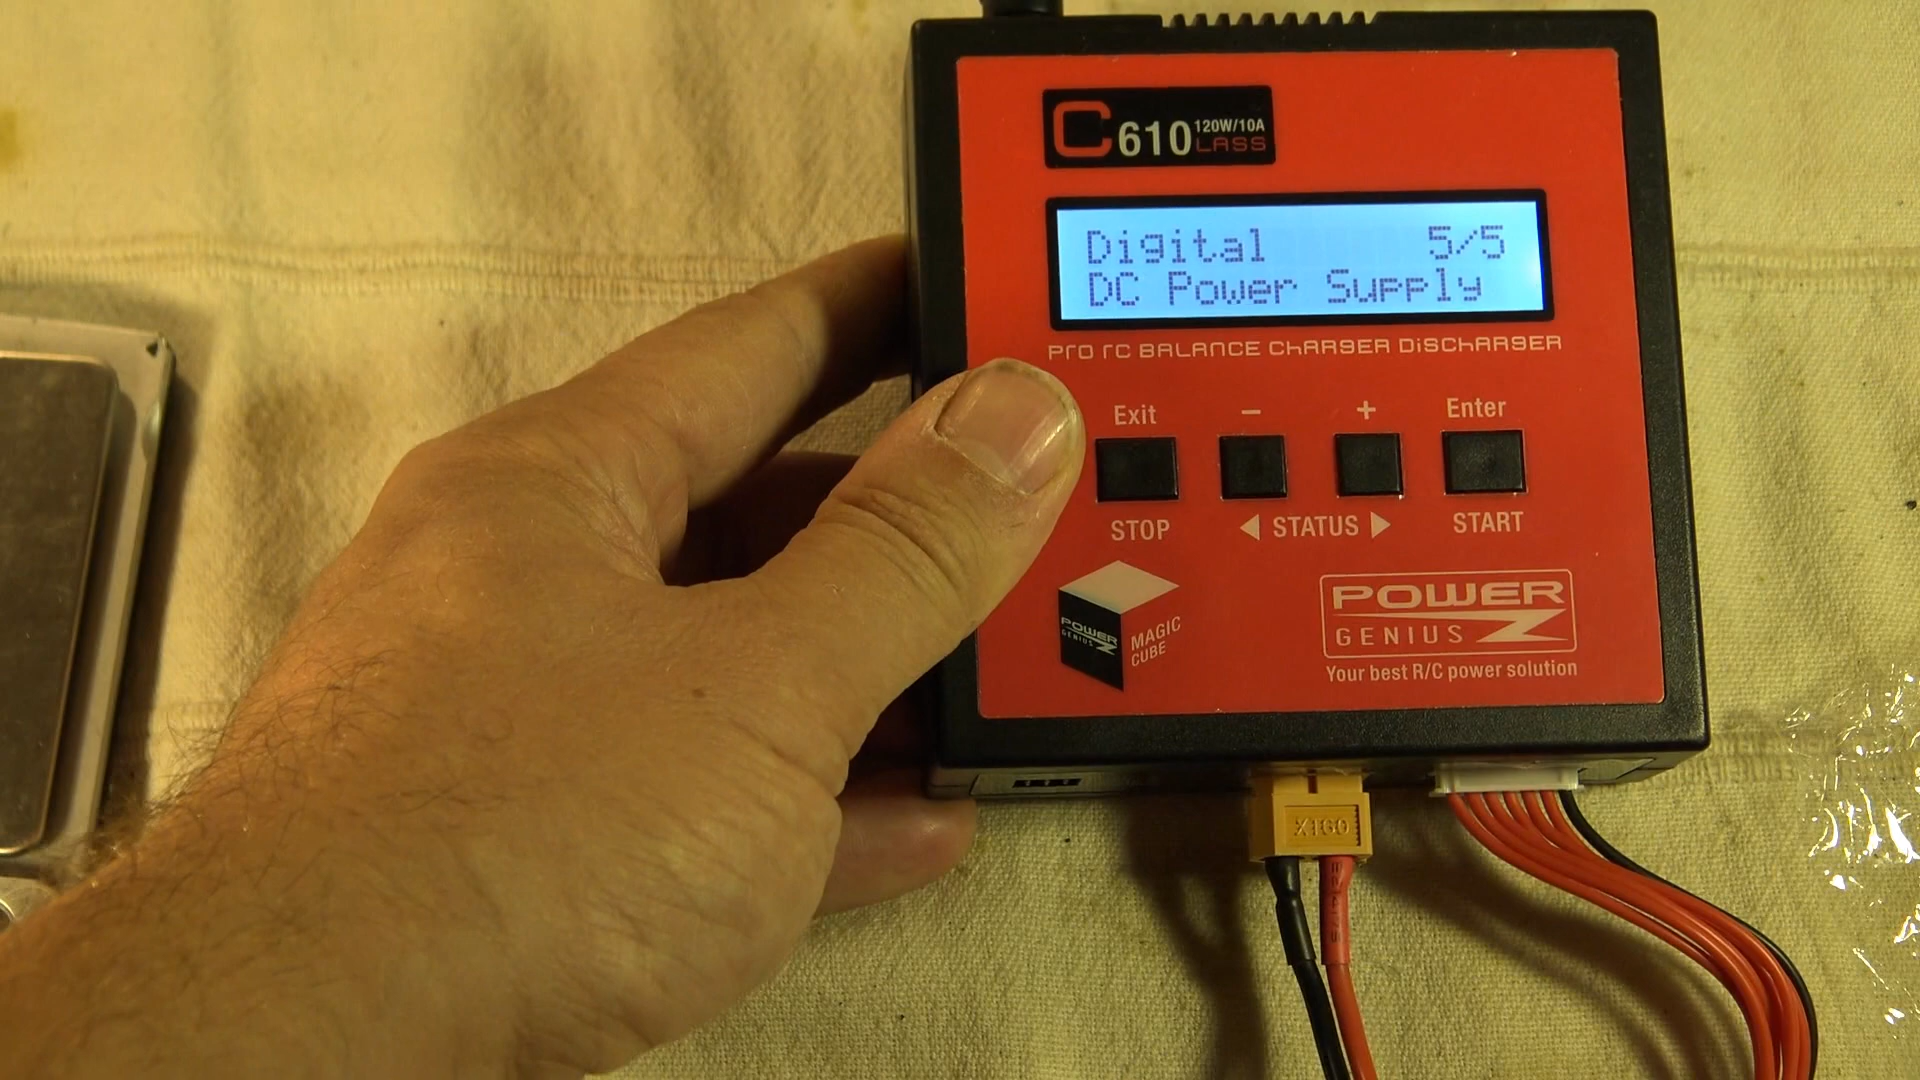 C 610 120W/10A
LASS
Digital 5/5
DC Power Supply
Pro rc BALANCE CHArger DiSCHArger
Exit - + Enter
STOP ◀ STATUS ▶ START
POWER
GENIUS
MAGIC
CUBE
POWER
GENIUS
Your best R/C power solution
XT60